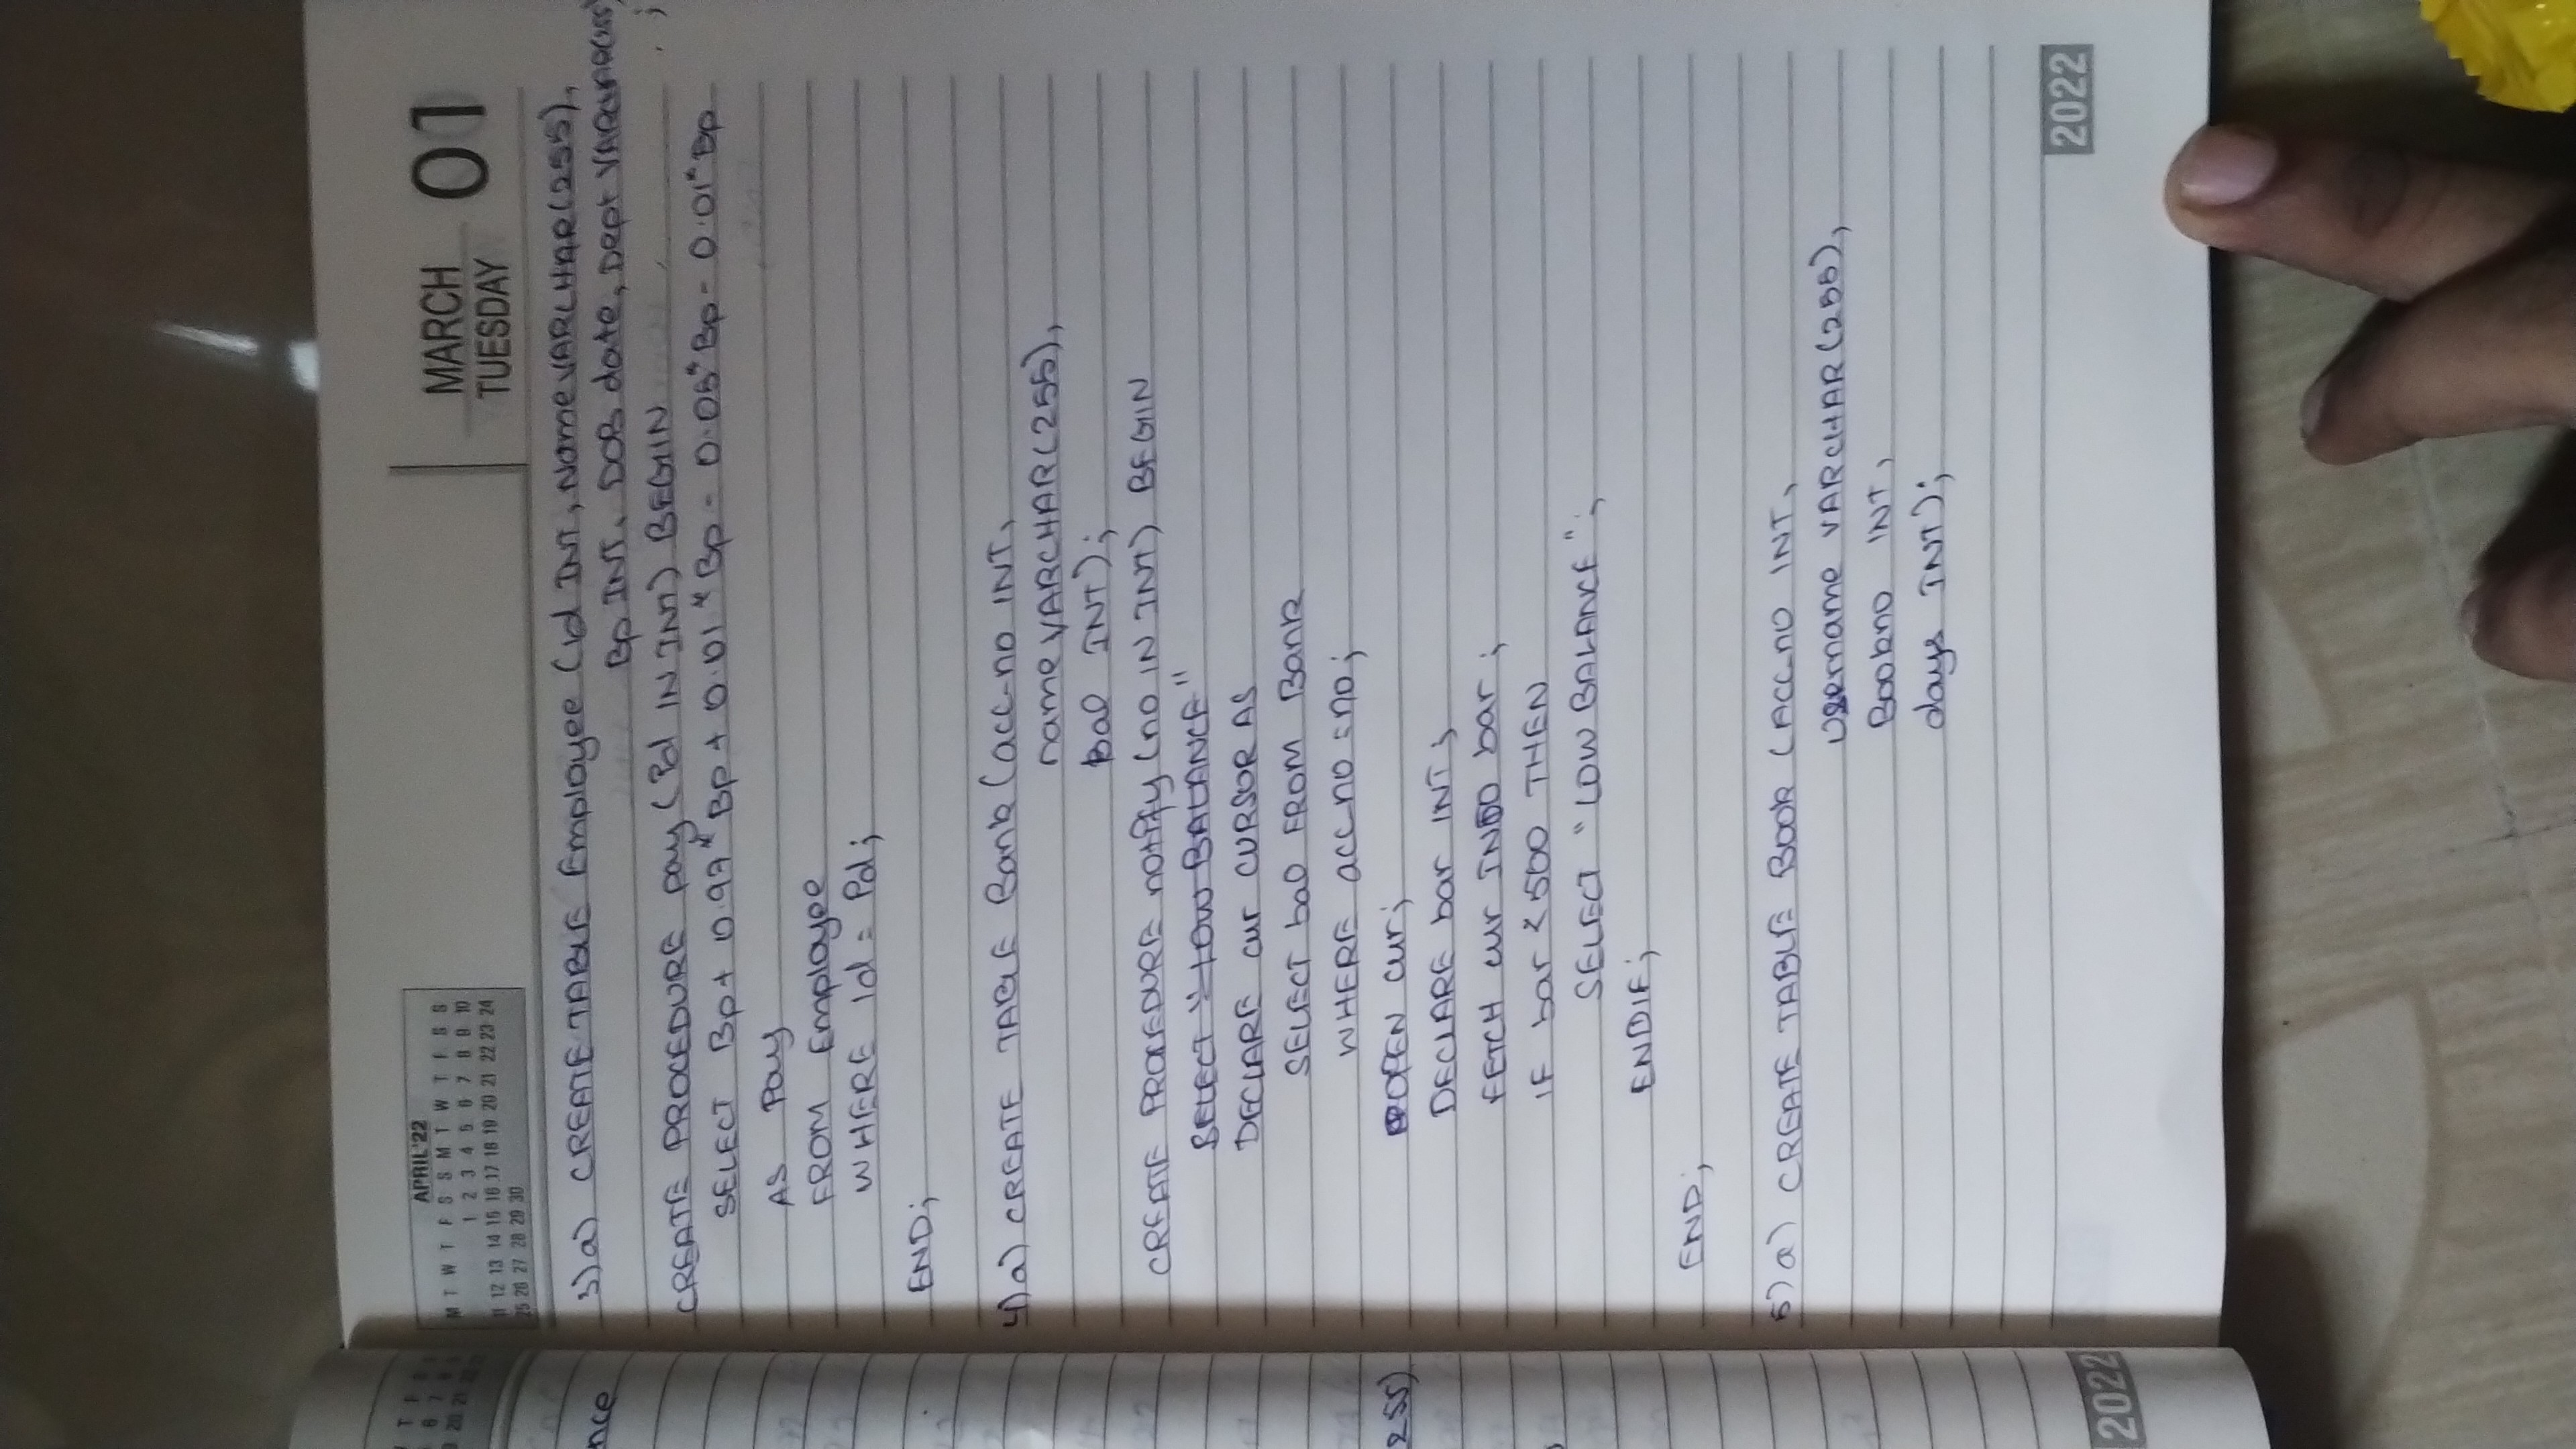 APRIL'22
M T W T F S S M T W T F S S
1 2 3 4 5 6 7 8 9 10
11 12 13 14 15 16 17 18 19 20 21 22 23 24
25 26 27 28 29 30
MARCH 01
TUESDAY
3)a) CREATE TABLE Employee (id INT, Name VARCHAR(255),
Bp INT, DOB date, Dept VARCHAR(255)
;
CREATE PROCEDURE pay (Pd IN INT) BEGIN
SELECT Bp + 0.97*Bp + 0.01*Bp - 0.05*Bp - 0.01*Bp
AS Pay
FROM Employee
WHERE id = Pd;
END;
4)a) CREATE TABLE Bank (acc-no INT,
name VARCHAR(255),
bal INT);
CREATE PROCEDURE notify (no IN INT) BEGIN
SELECT "LOW BALANCE"
DECLARE cur CURSOR AS
SELECT bal FROM Bank
WHERE accno = no;
OPEN cur;
DECLARE bar INT;
FETCH cur INTO bar;
IF bar < 500 THEN
SELECT "LOW BALANCE";
ENDIF;
END;
5)a) CREATE TABLE Book (Acc-no INT,
Username VARCHAR(255),
Bookno INT,
days INT);
2022
nce
255)
2022